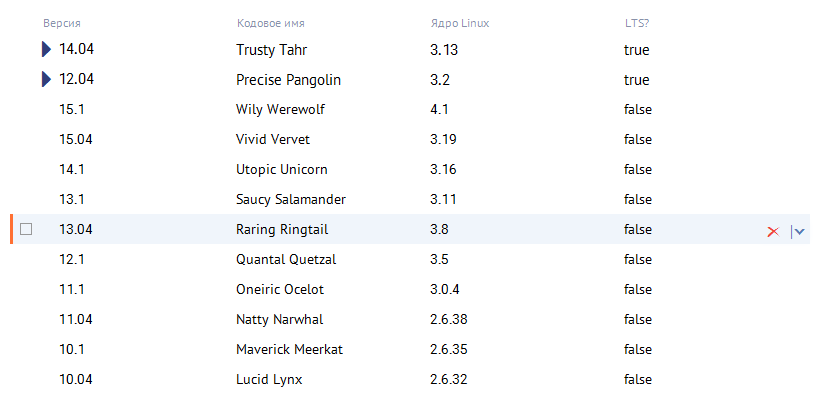 Версия Кодовое имя Ядро Linux LTS?
14.04 Trusty Tahr 3.13 true
12.04 Precise Pangolin 3.2 true
15.1 Wily Werewolf 4.1 false
15.04 Vivid Vervet 3.19 false
14.1 Utopic Unicorn 3.16 false
13.1 Saucy Salamander 3.11 false
13.04 Raring Ringtail 3.8 false
12.1 Quantal Quetzal 3.5 false
11.1 Oneiric Ocelot 3.0.4 false
11.04 Natty Narwhal 2.6.38 false
10.1 Maverick Meerkat 2.6.35 false
10.04 Lucid Lynx 2.6.32 false